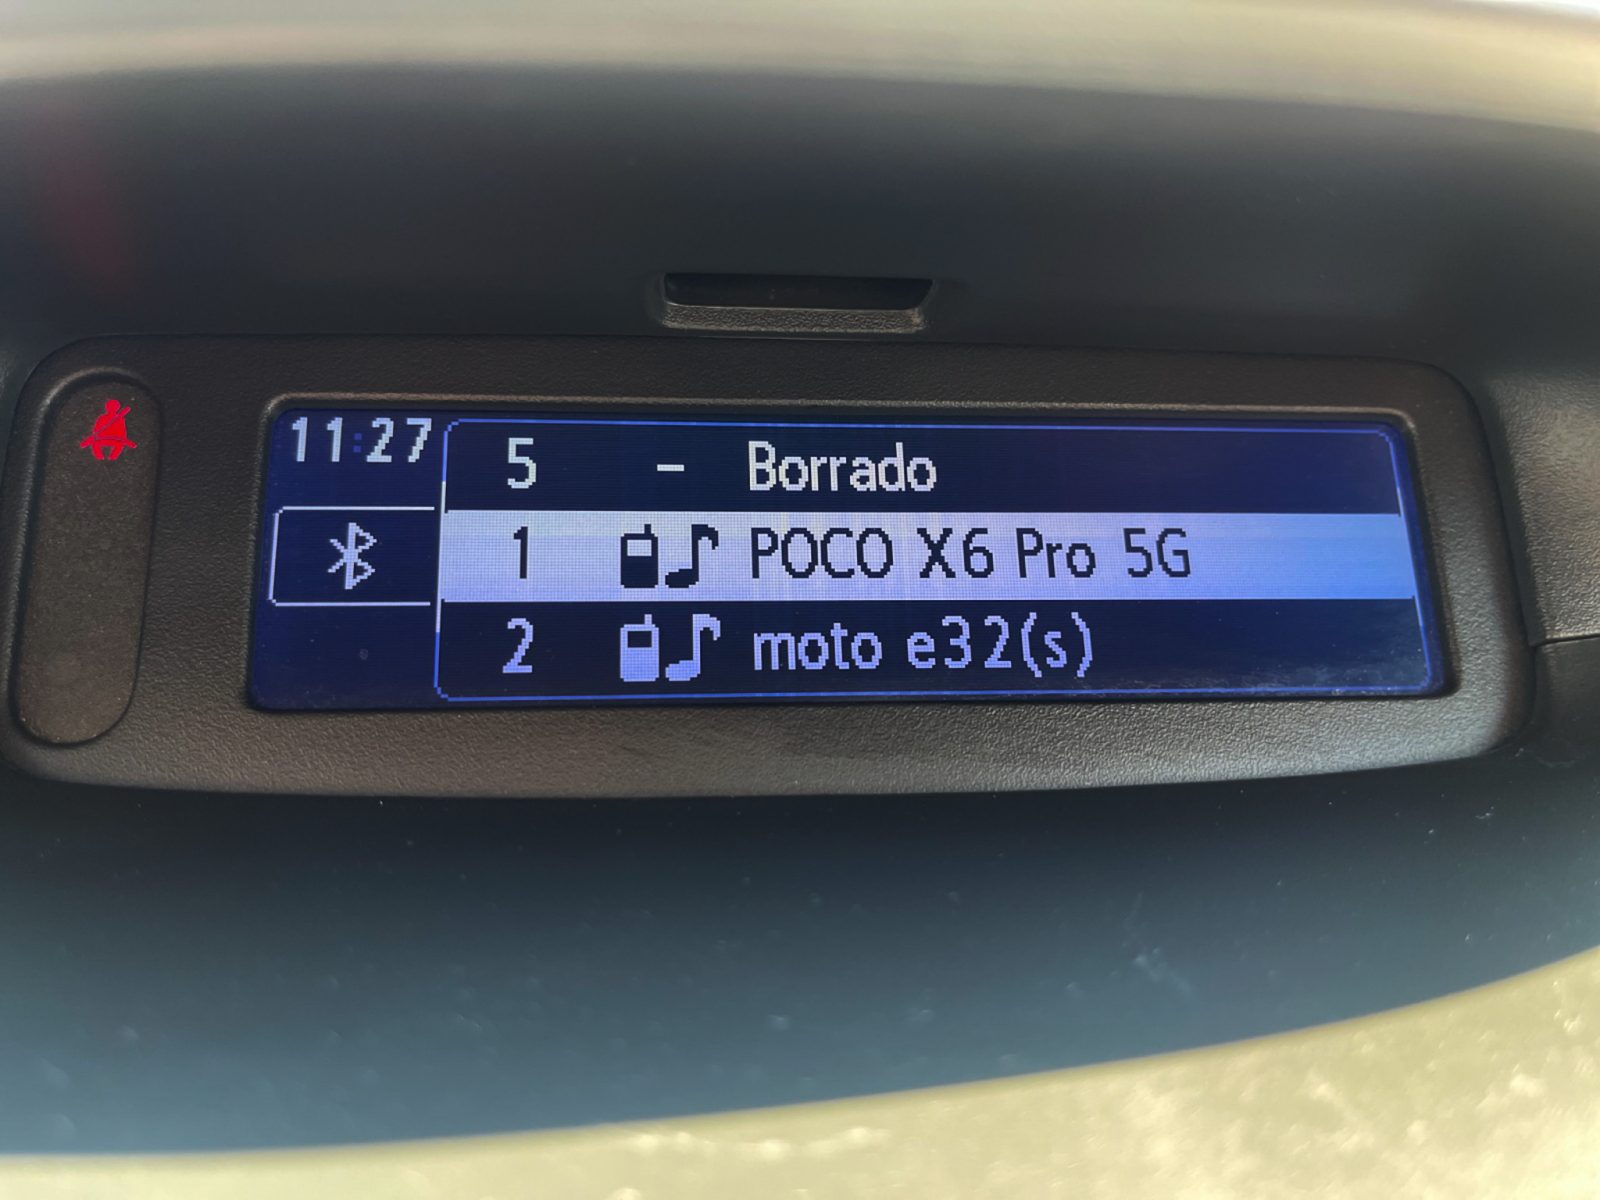 11:27
5 - Borrado
1 POCO X6 Pro 5G
2 moto e32(s)